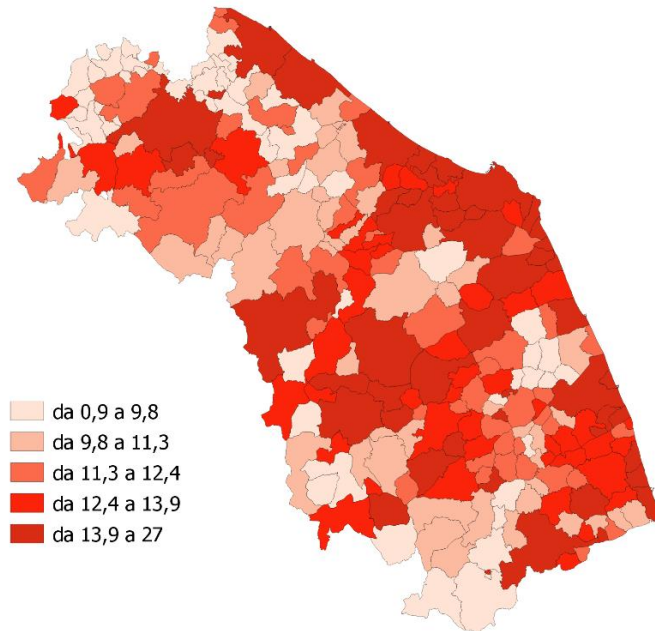 da 0,9 a 9,8
da 9,8 a 11,3
da 11,3 a 12,4
da 12,4 a 13,9
da 13,9 a 27